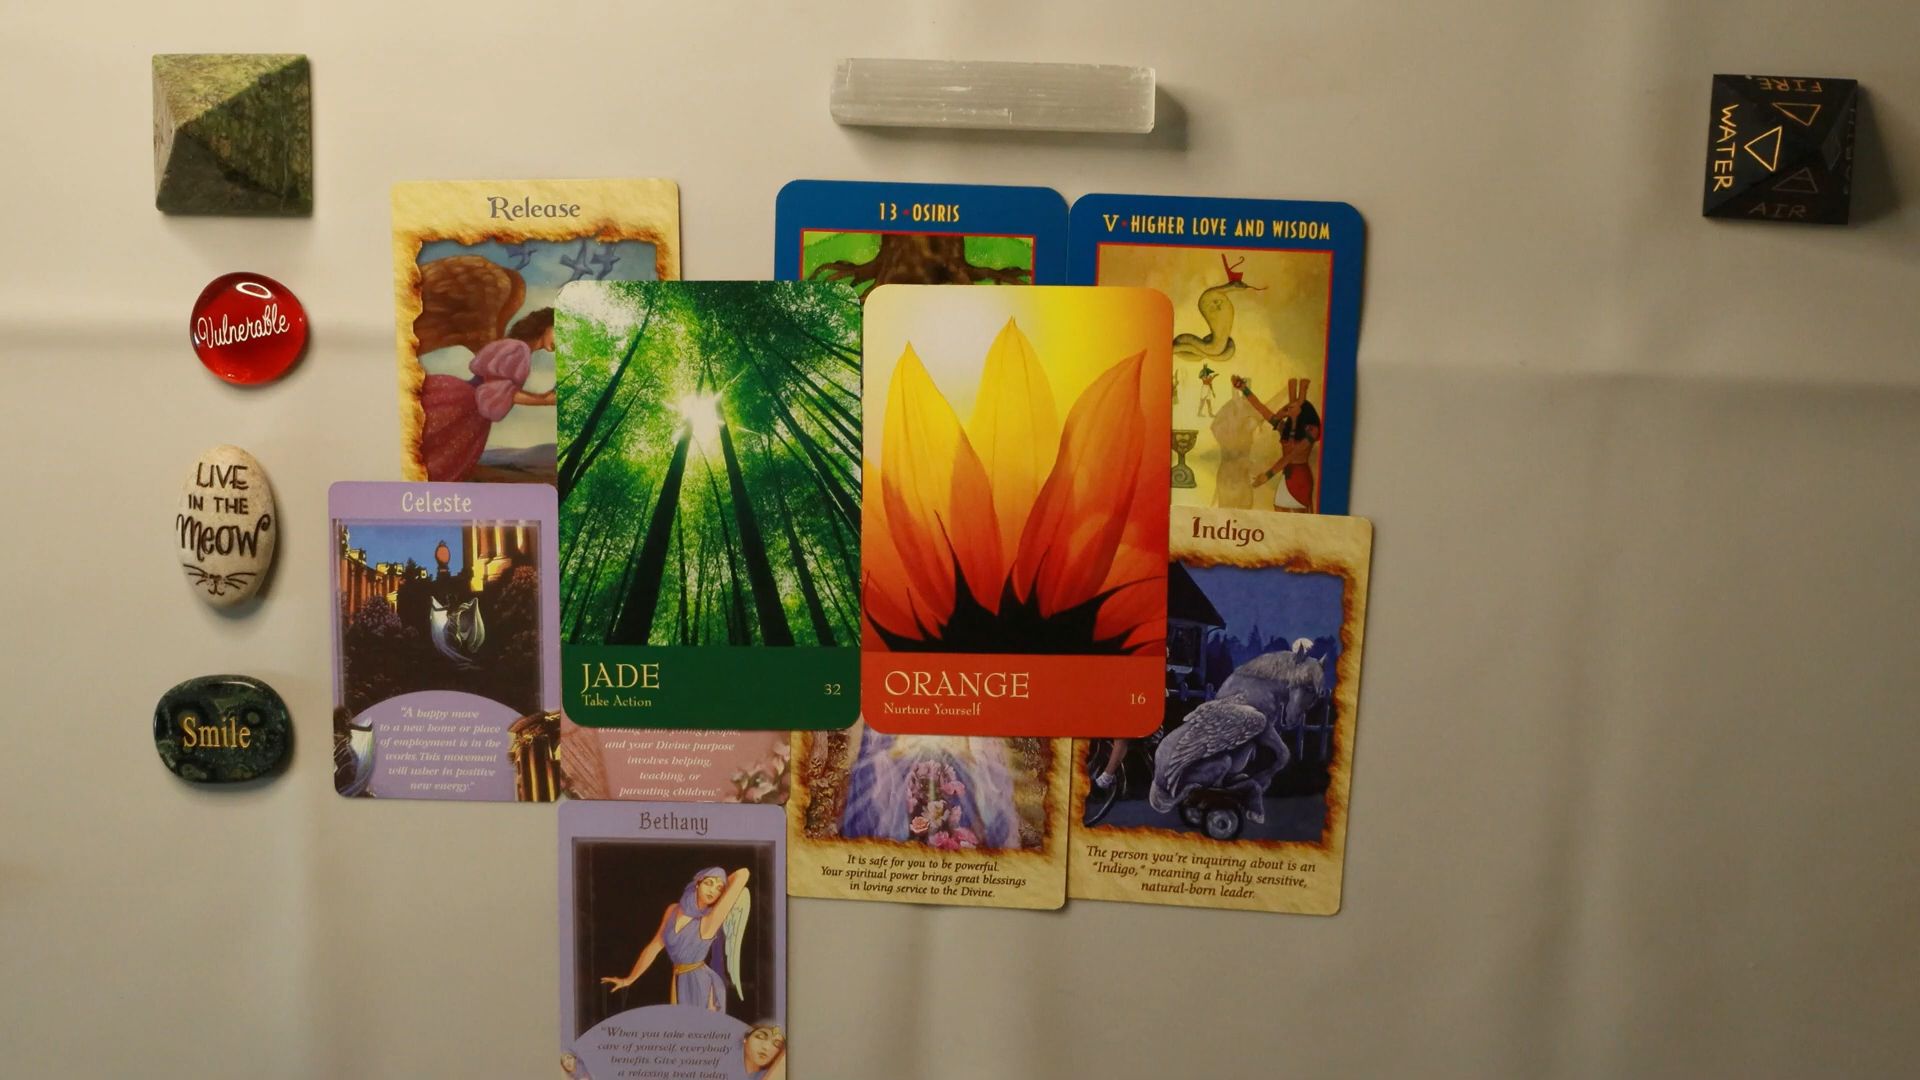 FIRE
WATER
AIR
Release
13 • OSIRIS
V • HIGHER LOVE AND WISDOM
Vulnerable
LIVE
IN THE
Meow
Smile
Celeste
"A happy move
to a new home or place
of employment is in the
works. This movement
will usher in positive
new energy."
JADE
Take Action
32
ORANGE
Nurture Yourself
16
Indigo
working with young people,
and your Divine purpose
involves helping,
teaching, or
parenting children."
It is safe for you to be powerful.
Your spiritual power brings great blessings
in loving service to the Divine.
The person you're inquiring about is an
"Indigo," meaning a highly sensitive,
natural-born leader.
Bethany
"When you take excellent
care of yourself, everybody
benefits. Give yourself
a relaxing treat today.